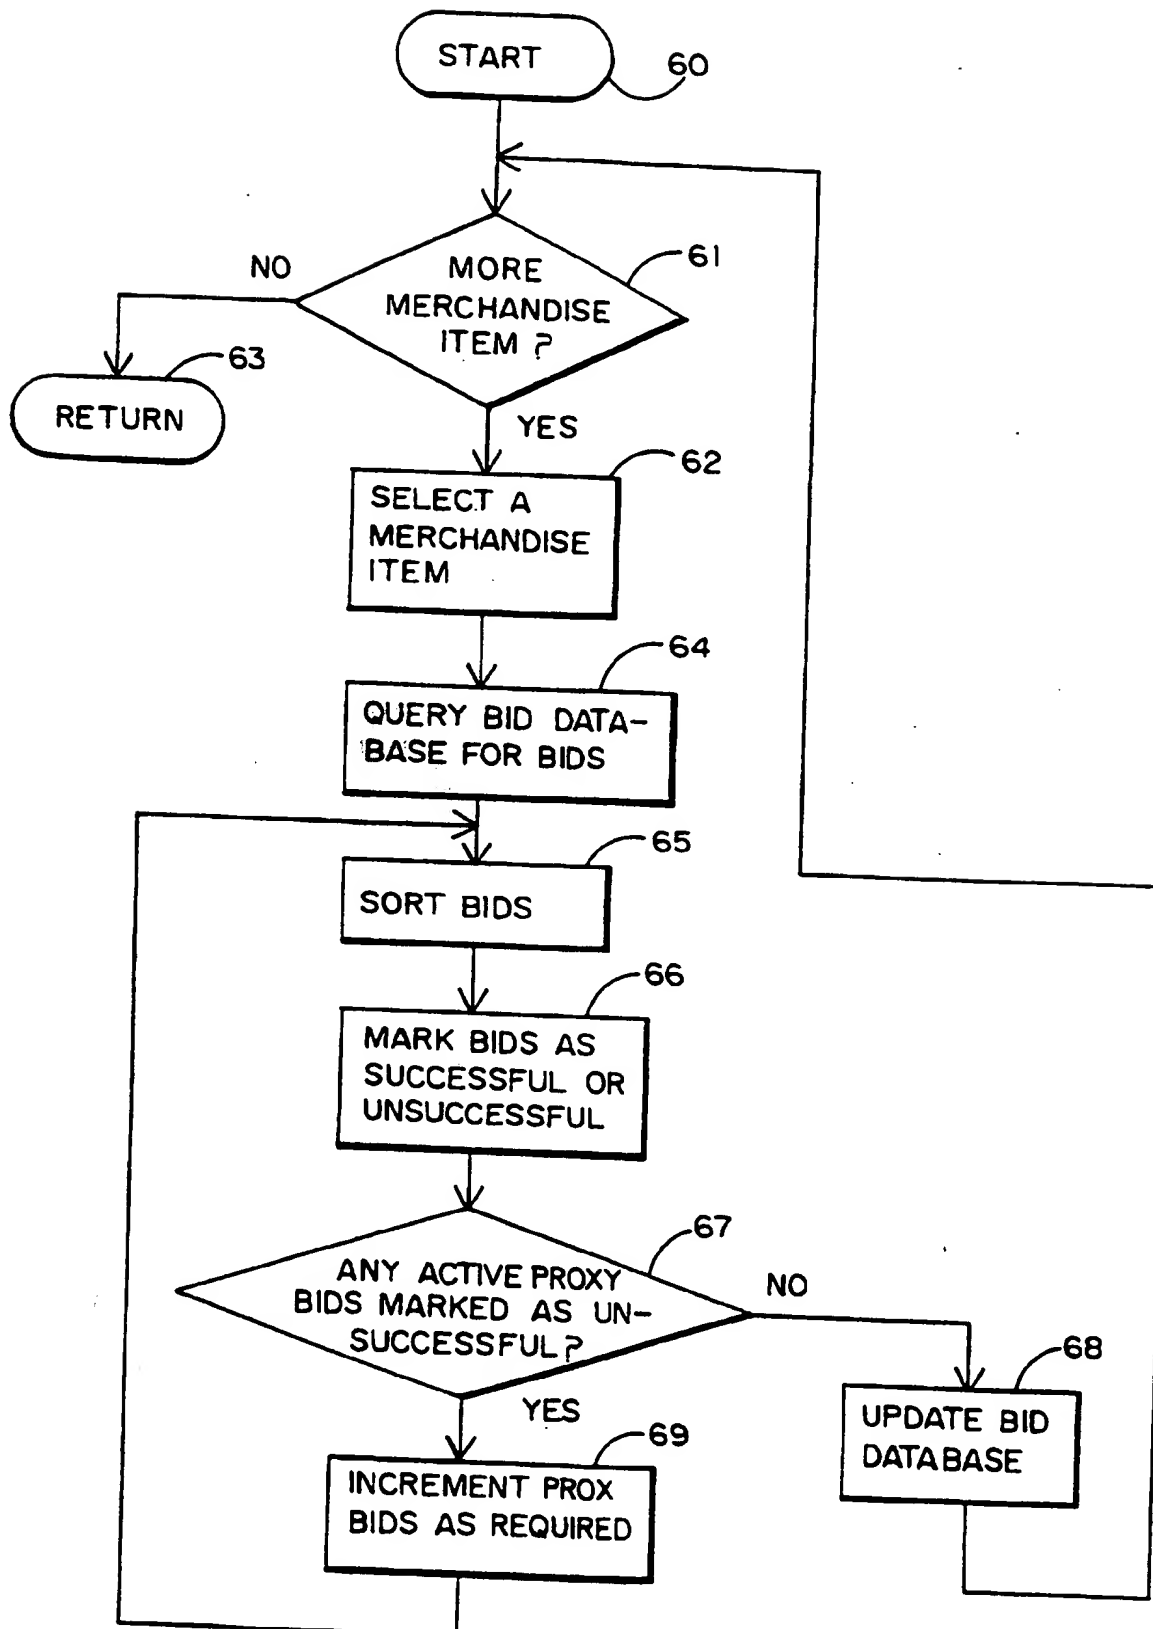 START
60
NO
MORE
MERCHANDISE
ITEM ?
61
63
RETURN
YES
62
SELECT A
MERCHANDISE
ITEM
64
QUERY BID DATA-
BASE FOR BIDS
65
SORT BIDS
66
MARK BIDS AS
SUCCESSFUL OR
UNSUCCESSFUL
67
ANY ACTIVE PROXY
BIDS MARKED AS UN-
SUCCESSFUL?
NO
68
UPDATE BID
DATABASE
YES
69
INCREMENT PROX
BIDS AS REQUIRED